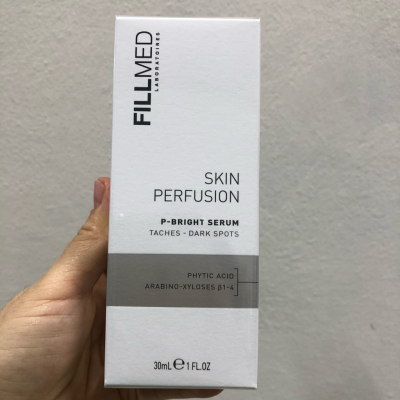 FILLMED
LABORATOIRES
SKIN
PERFUSION
P-BRIGHT SERUM
TACHES - DARK SPOTS
PHYTIC ACID
ARABINO-XYLOSES β1-4
30mL ℮ 1 FL.OZ